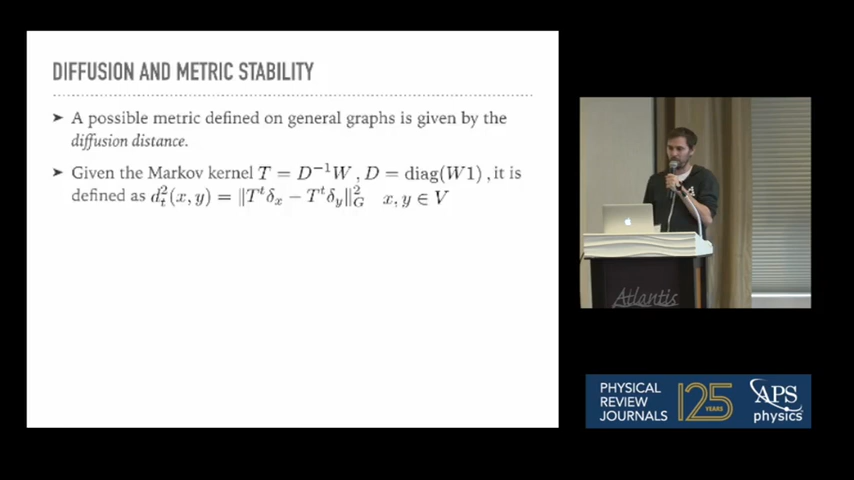 DIFFUSION AND METRIC STABILITY
➤ A possible metric defined on general graphs is given by the
diffusion distance.
➤ Given the Markov kernel T = D⁻¹W , D = diag(W1) , it is
defined as d²ₜ(x, y) = ‖Tᵗδₓ − Tᵗδᵧ‖²_G x, y ∈ V
Atlantis
PHYSICAL
REVIEW
JOURNALS
125
YEARS
APS
physics